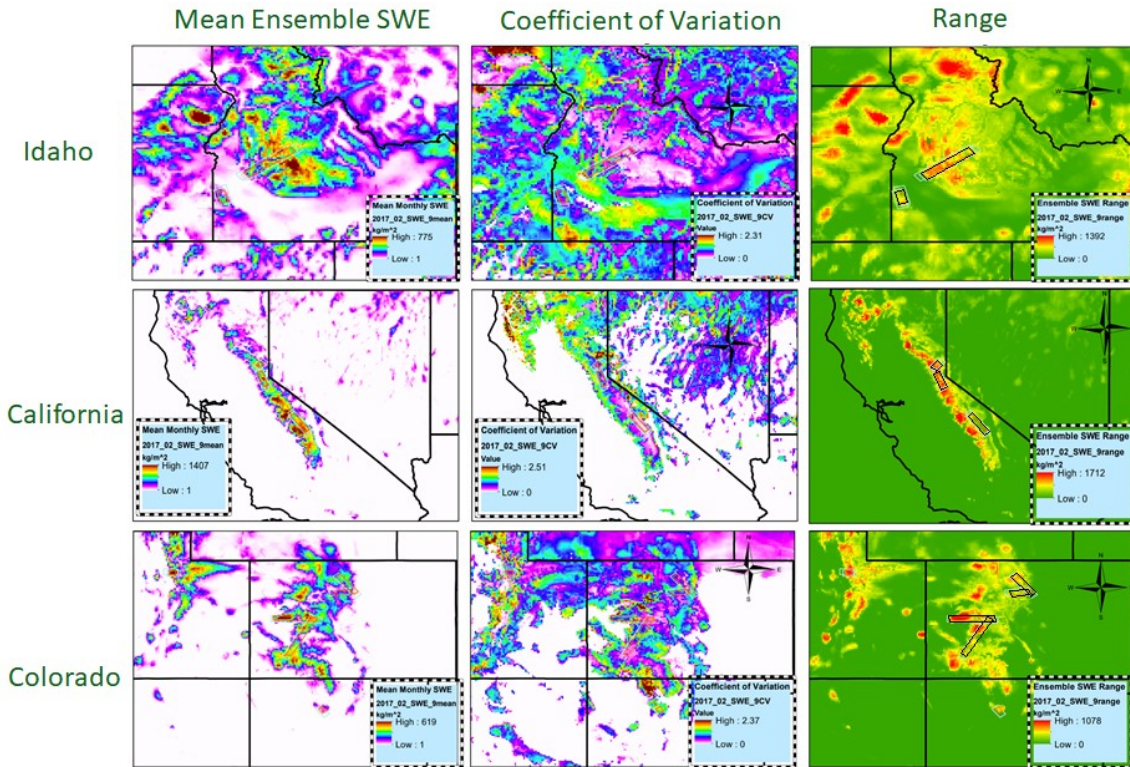 Mean Ensemble SWE
Coefficient of Variation
Range
Idaho
Mean Monthly SWE
2017_02_SWE_9mean
kg/m^2
High : 775
Low : 1
Coefficient of Variation
2017_02_SWE_9CV
Value
High : 2.31
Low : 0
N
W
E
Ensemble SWE Range
2017_02_SWE_9range
kg/m^2
High : 1392
Low : 0
California
Mean Monthly SWE
2017_02_SWE_9mean
kg/m^2
High : 1407
Low : 1
Coefficient of Variation
2017_02_SWE_9CV
Value
High : 2.51
Low : 0
N
Ensemble SWE Range
2017_02_SWE_9range
kg/m^2
High : 1712
Low : 0
Colorado
Mean Monthly SWE
2017_02_SWE_9mean
kg/m^2
High : 619
Low : 1
N
W
E
S
Coefficient of Variation
2017_02_SWE_9CV
Value
High : 2.37
Low : 0
N
W
E
S
Ensemble SWE Range
2017_02_SWE_9range
kg/m^2
High : 1078
Low : 0